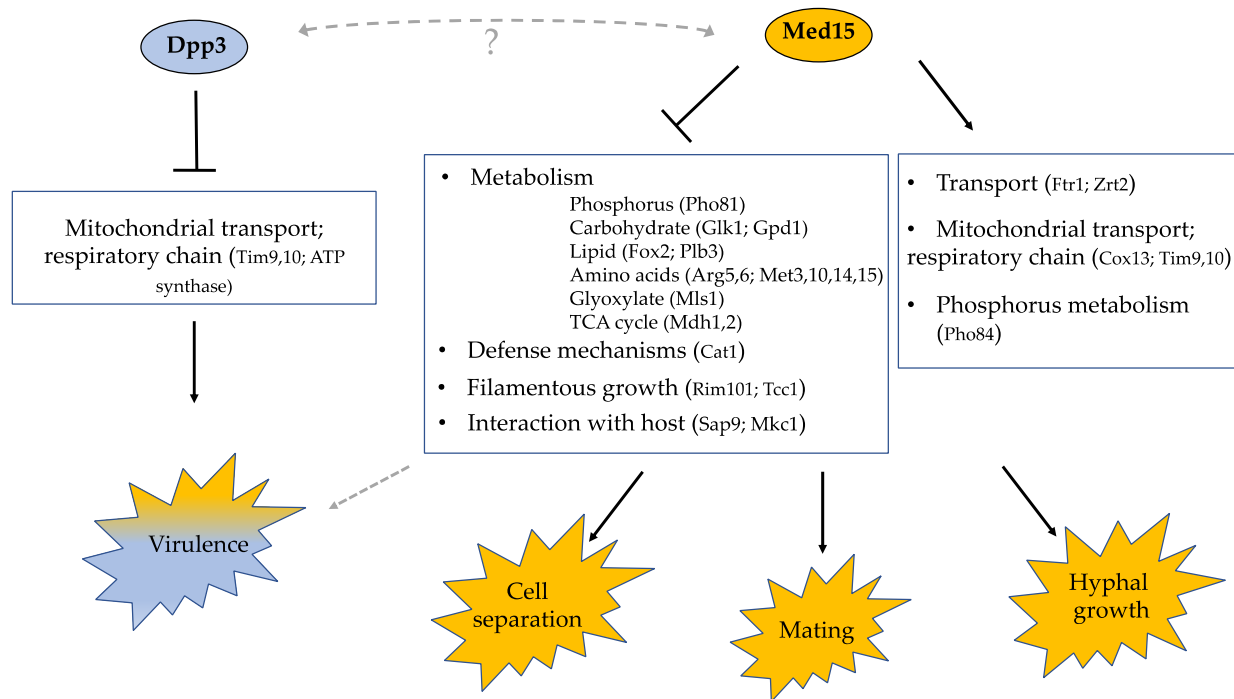 Dpp3
?
Med15
Mitochondrial transport;
respiratory chain (Tim9,10; ATP
synthase)
• Metabolism
Phosphorus (Pho81)
Carbohydrate (Glk1; Gpd1)
Lipid (Fox2; Plb3)
Amino acids (Arg5,6; Met3,10,14,15)
Glyoxylate (Mls1)
TCA cycle (Mdh1,2)
• Defense mechanisms (Cat1)
• Filamentous growth (Rim101; Tcc1)
• Interaction with host (Sap9; Mkc1)
• Transport (Ftr1; Zrt2)
• Mitochondrial transport;
respiratory chain (Cox13; Tim9,10)
• Phosphorus metabolism
(Pho84)
Virulence
Cell
separation
Mating
Hyphal
growth